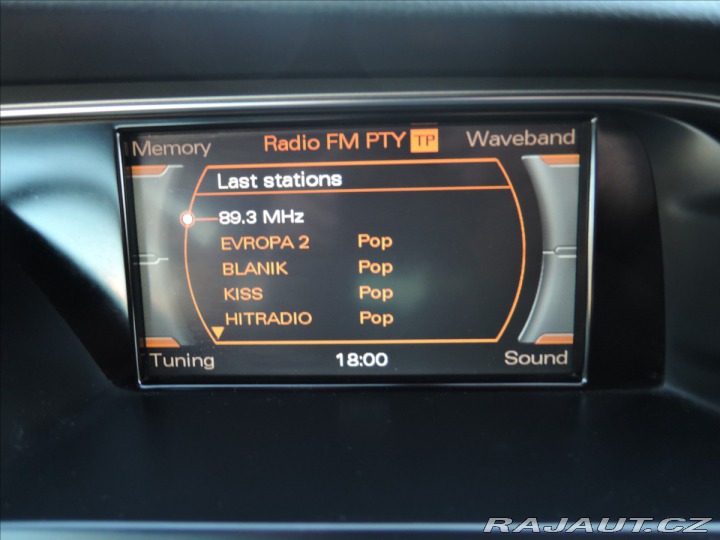 Memory Radio FM PTY TP Waveband
Last stations
89.3 MHz
EVROPA 2 Pop
BLANIK Pop
KISS Pop
HITRADIO Pop
Tuning 18:00 Sound
RAJAUT.CZ